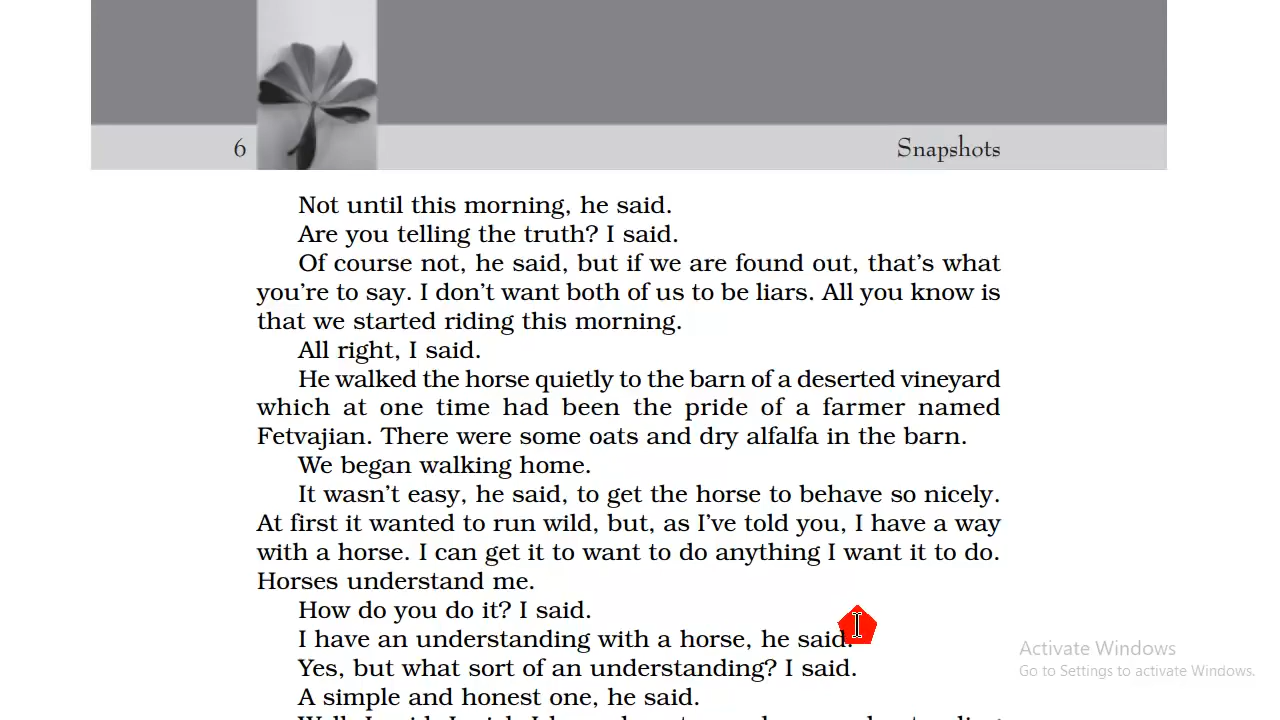 6
Snapshots
Not until this morning, he said.
Are you telling the truth? I said.
Of course not, he said, but if we are found out, that's what
you're to say. I don't want both of us to be liars. All you know is
that we started riding this morning.
All right, I said.
He walked the horse quietly to the barn of a deserted vineyard
which at one time had been the pride of a farmer named
Fetvajian. There were some oats and dry alfalfa in the barn.
We began walking home.
It wasn't easy, he said, to get the horse to behave so nicely.
At first it wanted to run wild, but, as I've told you, I have a way
with a horse. I can get it to want to do anything I want it to do.
Horses understand me.
How do you do it? I said.
I have an understanding with a horse, he said.
Yes, but what sort of an understanding? I said.
A simple and honest one, he said.
Activate Windows
Go to Settings to activate Windows.